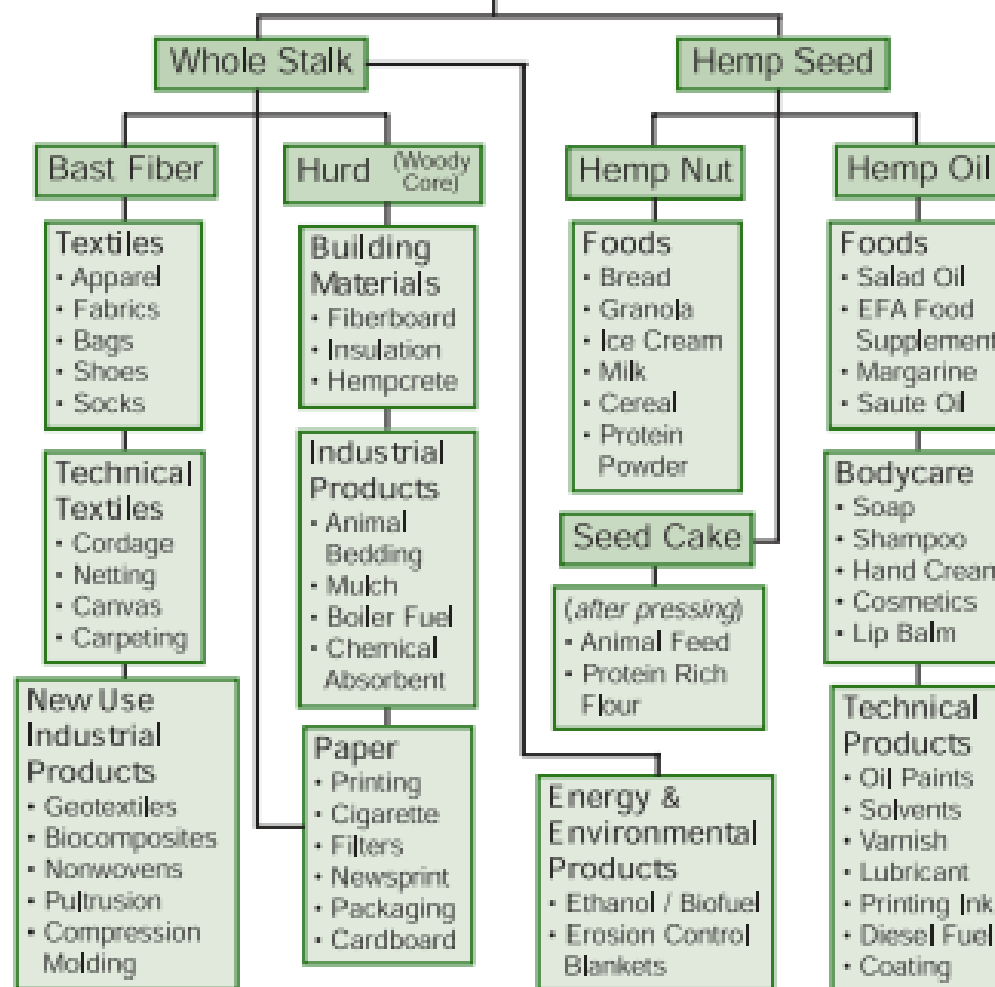 Whole Stalk
Hemp Seed
Bast Fiber
Hurd (Woody
Core)
Hemp Nut
Hemp Oil
Textiles
• Apparel
• Fabrics
• Bags
• Shoes
• Socks
Technical
Textiles
• Cordage
• Netting
• Canvas
• Carpeting
New Use
Industrial
Products
• Geotextiles
• Biocomposites
• Nonwovens
• Pultrusion
• Compression
Molding
Building
Materials
• Fiberboard
• Insulation
• Hempcrete
Industrial
Products
• Animal
Bedding
• Mulch
• Boiler Fuel
• Chemical
Absorbent
Paper
• Printing
• Cigarette
• Filters
• Newsprint
• Packaging
• Cardboard
Foods
• Bread
• Granola
• Ice Cream
• Milk
• Cereal
• Protein
Powder
Seed Cake
(after pressing)
• Animal Feed
• Protein Rich
Flour
Energy &
Environmental
Products
• Ethanol / Biofuel
• Erosion Control
Blankets
Foods
• Salad Oil
• EFA Food
Supplement
• Margarine
• Saute Oil
Bodycare
• Soap
• Shampoo
• Hand Cream
• Cosmetics
• Lip Balm
Technical
Products
• Oil Paints
• Solvents
• Varnish
• Lubricant
• Printing Ink
• Diesel Fuel
• Coating